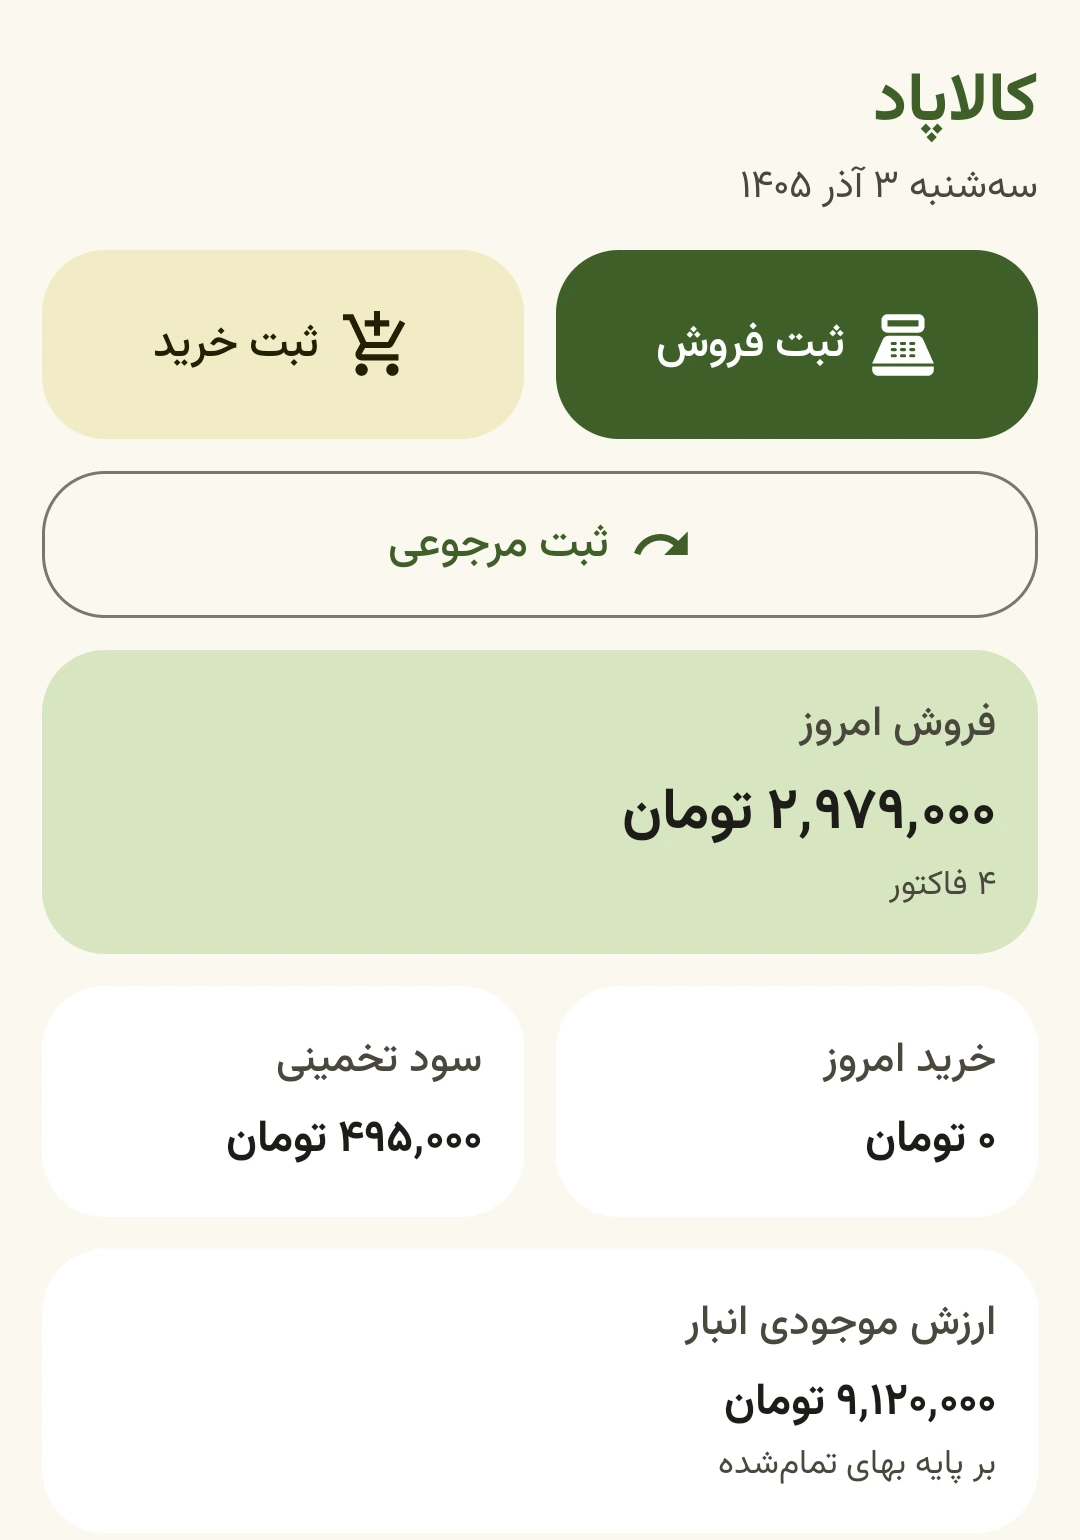 کالاپاد
سه‌شنبه ۳ آذر ۱۴۰۵
ثبت فروش
ثبت خرید
ثبت مرجوعی
فروش امروز
۲,۹۷۹,۰۰۰ تومان
۴ فاکتور
خرید امروز
۰ تومان
سود تخمینی
۴۹۵,۰۰۰ تومان
ارزش موجودی انبار
۹,۱۲۰,۰۰۰ تومان
بر پایه بهای تمام‌شده